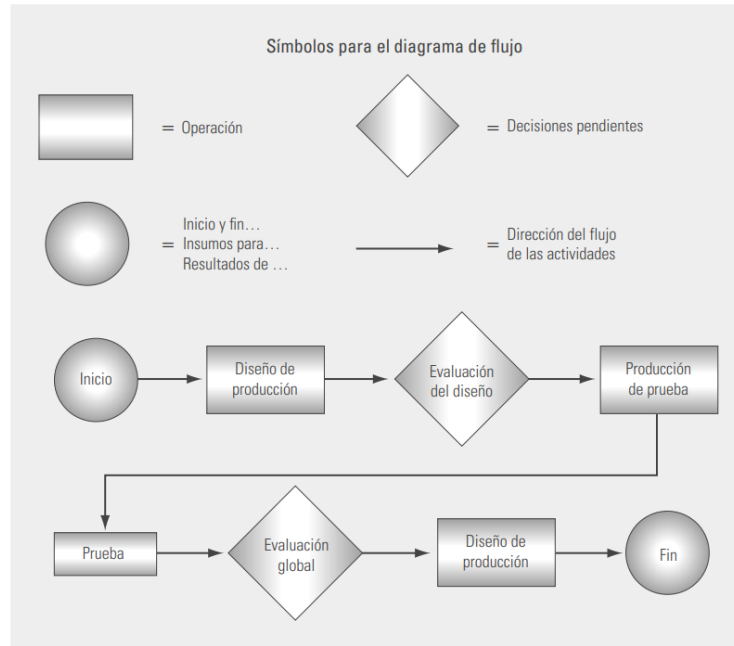 Símbolos para el diagrama de flujo
= Operación
= Decisiones pendientes
Inicio y fin…
= Insumos para…
Resultados de …
= Dirección del flujo
de las actividades
Inicio
Diseño de
producción
Evaluación
del diseño
Producción
de prueba
Prueba
Evaluación
global
Diseño de
producción
Fin